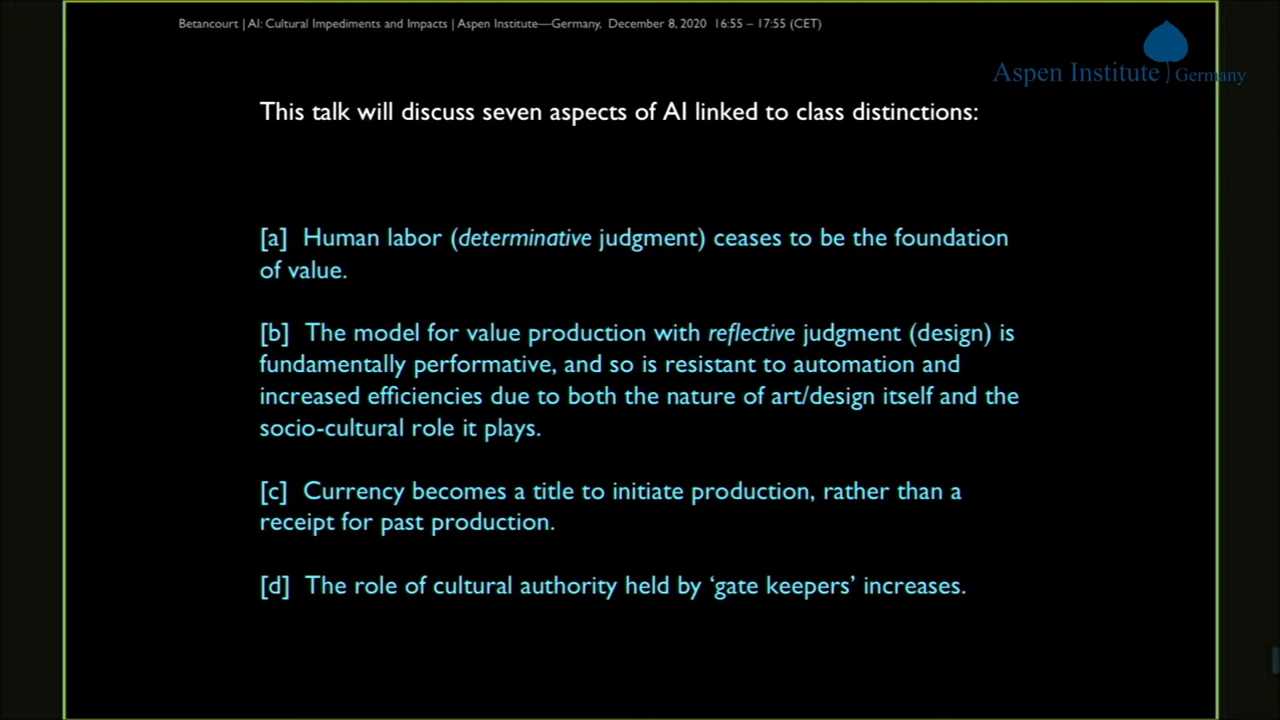 Betancourt | AI: Cultural Impediments and Impacts | Aspen Institute—Germany, December 8, 2020 16:55 – 17:55 (CET)
Aspen Institute | Germany
This talk will discuss seven aspects of AI linked to class distinctions:
[a] Human labor (determinative judgment) ceases to be the foundation
of value.
[b] The model for value production with reflective judgment (design) is
fundamentally performative, and so is resistant to automation and
increased efficiencies due to both the nature of art/design itself and the
socio-cultural role it plays.
[c] Currency becomes a title to initiate production, rather than a
receipt for past production.
[d] The role of cultural authority held by ‘gate keepers’ increases.